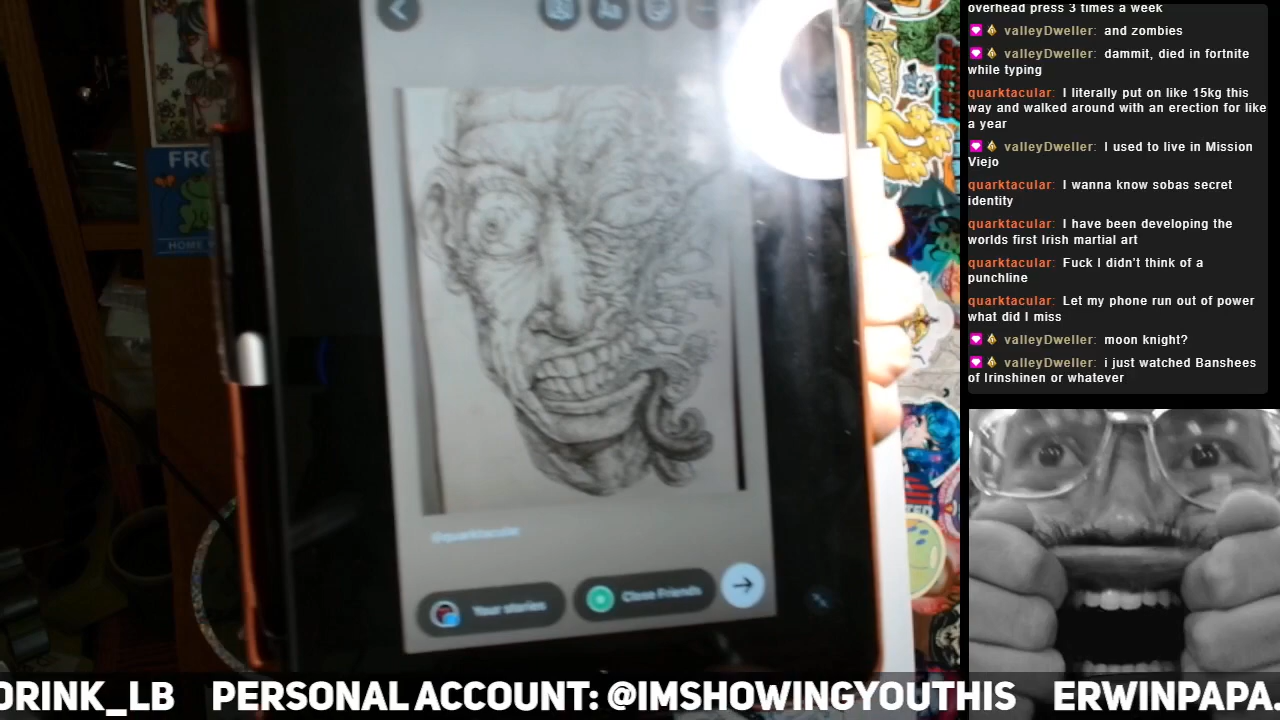 overhead press 3 times a week
valleyDweller: and zombies
valleyDweller: dammit, died in fortnite
while typing
quarktacular: I literally put on like 15kg this
way and walked around with an erection for like
a year
valleyDweller: I used to live in Mission
Viejo
quarktacular: I wanna know sobas secret
identity
quarktacular: I have been developing the
worlds first Irish martial art
quarktacular: Fuck I didn't think of a
punchline
quarktacular: Let my phone run out of power
what did I miss
valleyDweller: moon knight?
valleyDweller: i just watched Banshees
of Irinshinen or whatever
FRO
HOME
Aa
@quarktacular
Your stories
Close Friends
DRINK_LB PERSONAL ACCOUNT: @IMSHOWINGYOUTHIS ERWINPAPA.